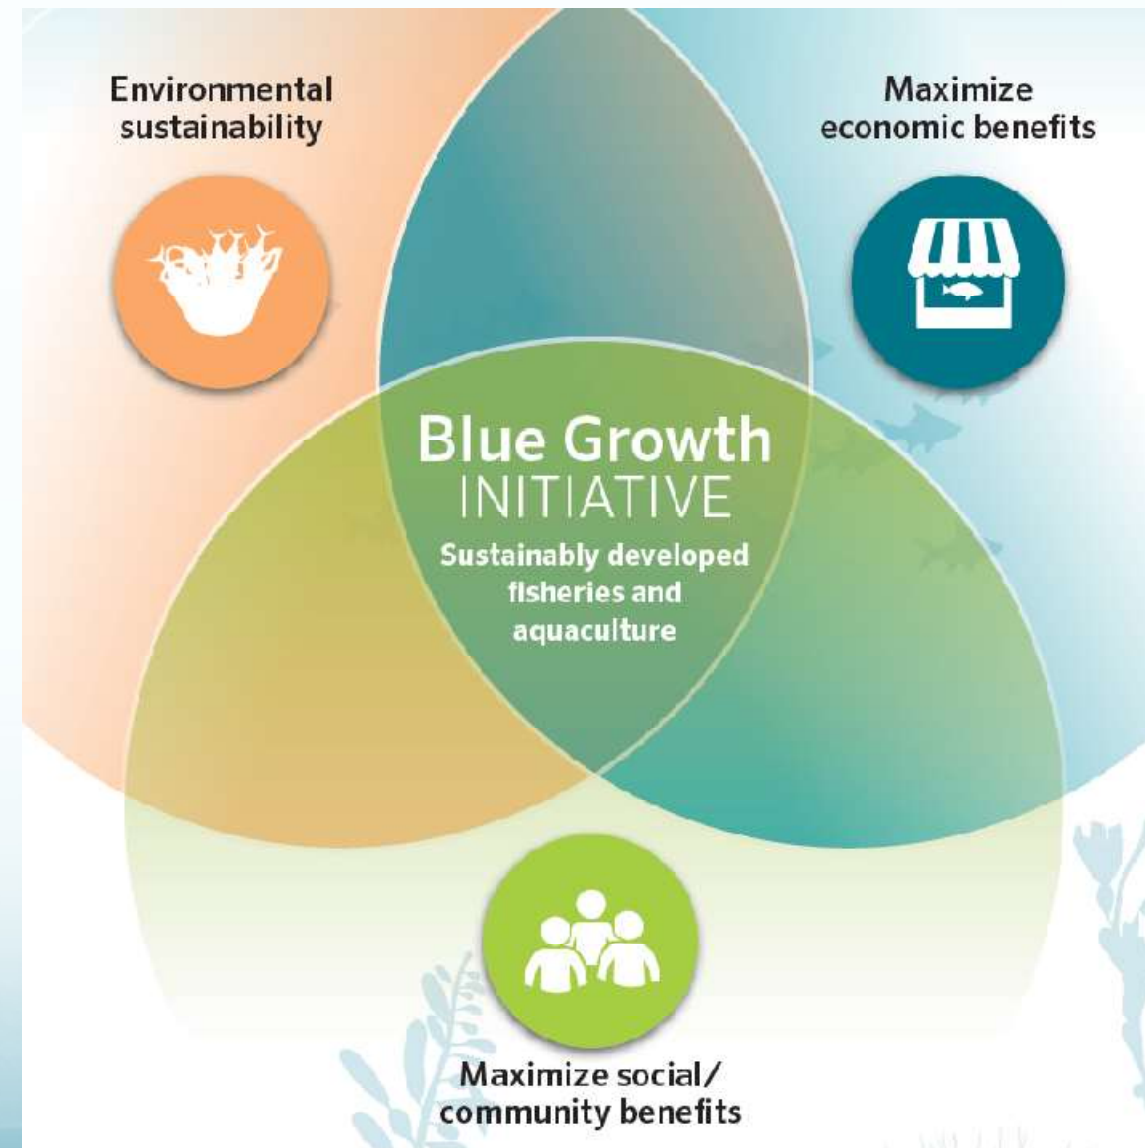 Environmental
sustainability
Maximize
economic benefits
Blue Growth
INITIATIVE
Sustainably developed
fisheries and
aquaculture
Maximize social/
community benefits